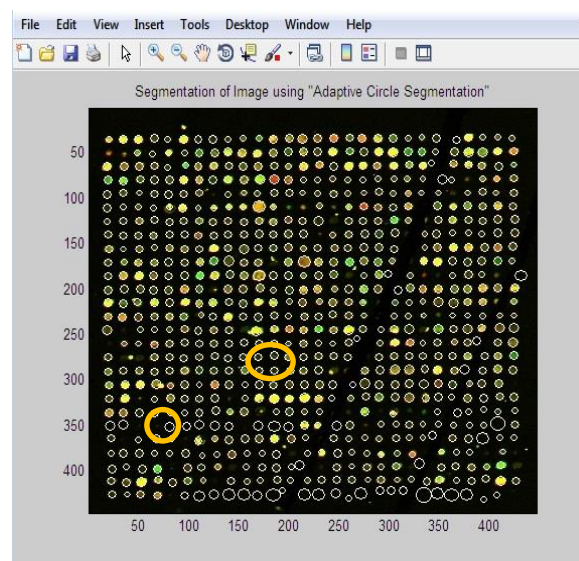 File Edit View Insert Tools Desktop Window Help
Segmentation of Image using "Adaptive Circle Segmentation"
50
100
150
200
250
300
350
400
50 100 150 200 250 300 350 400